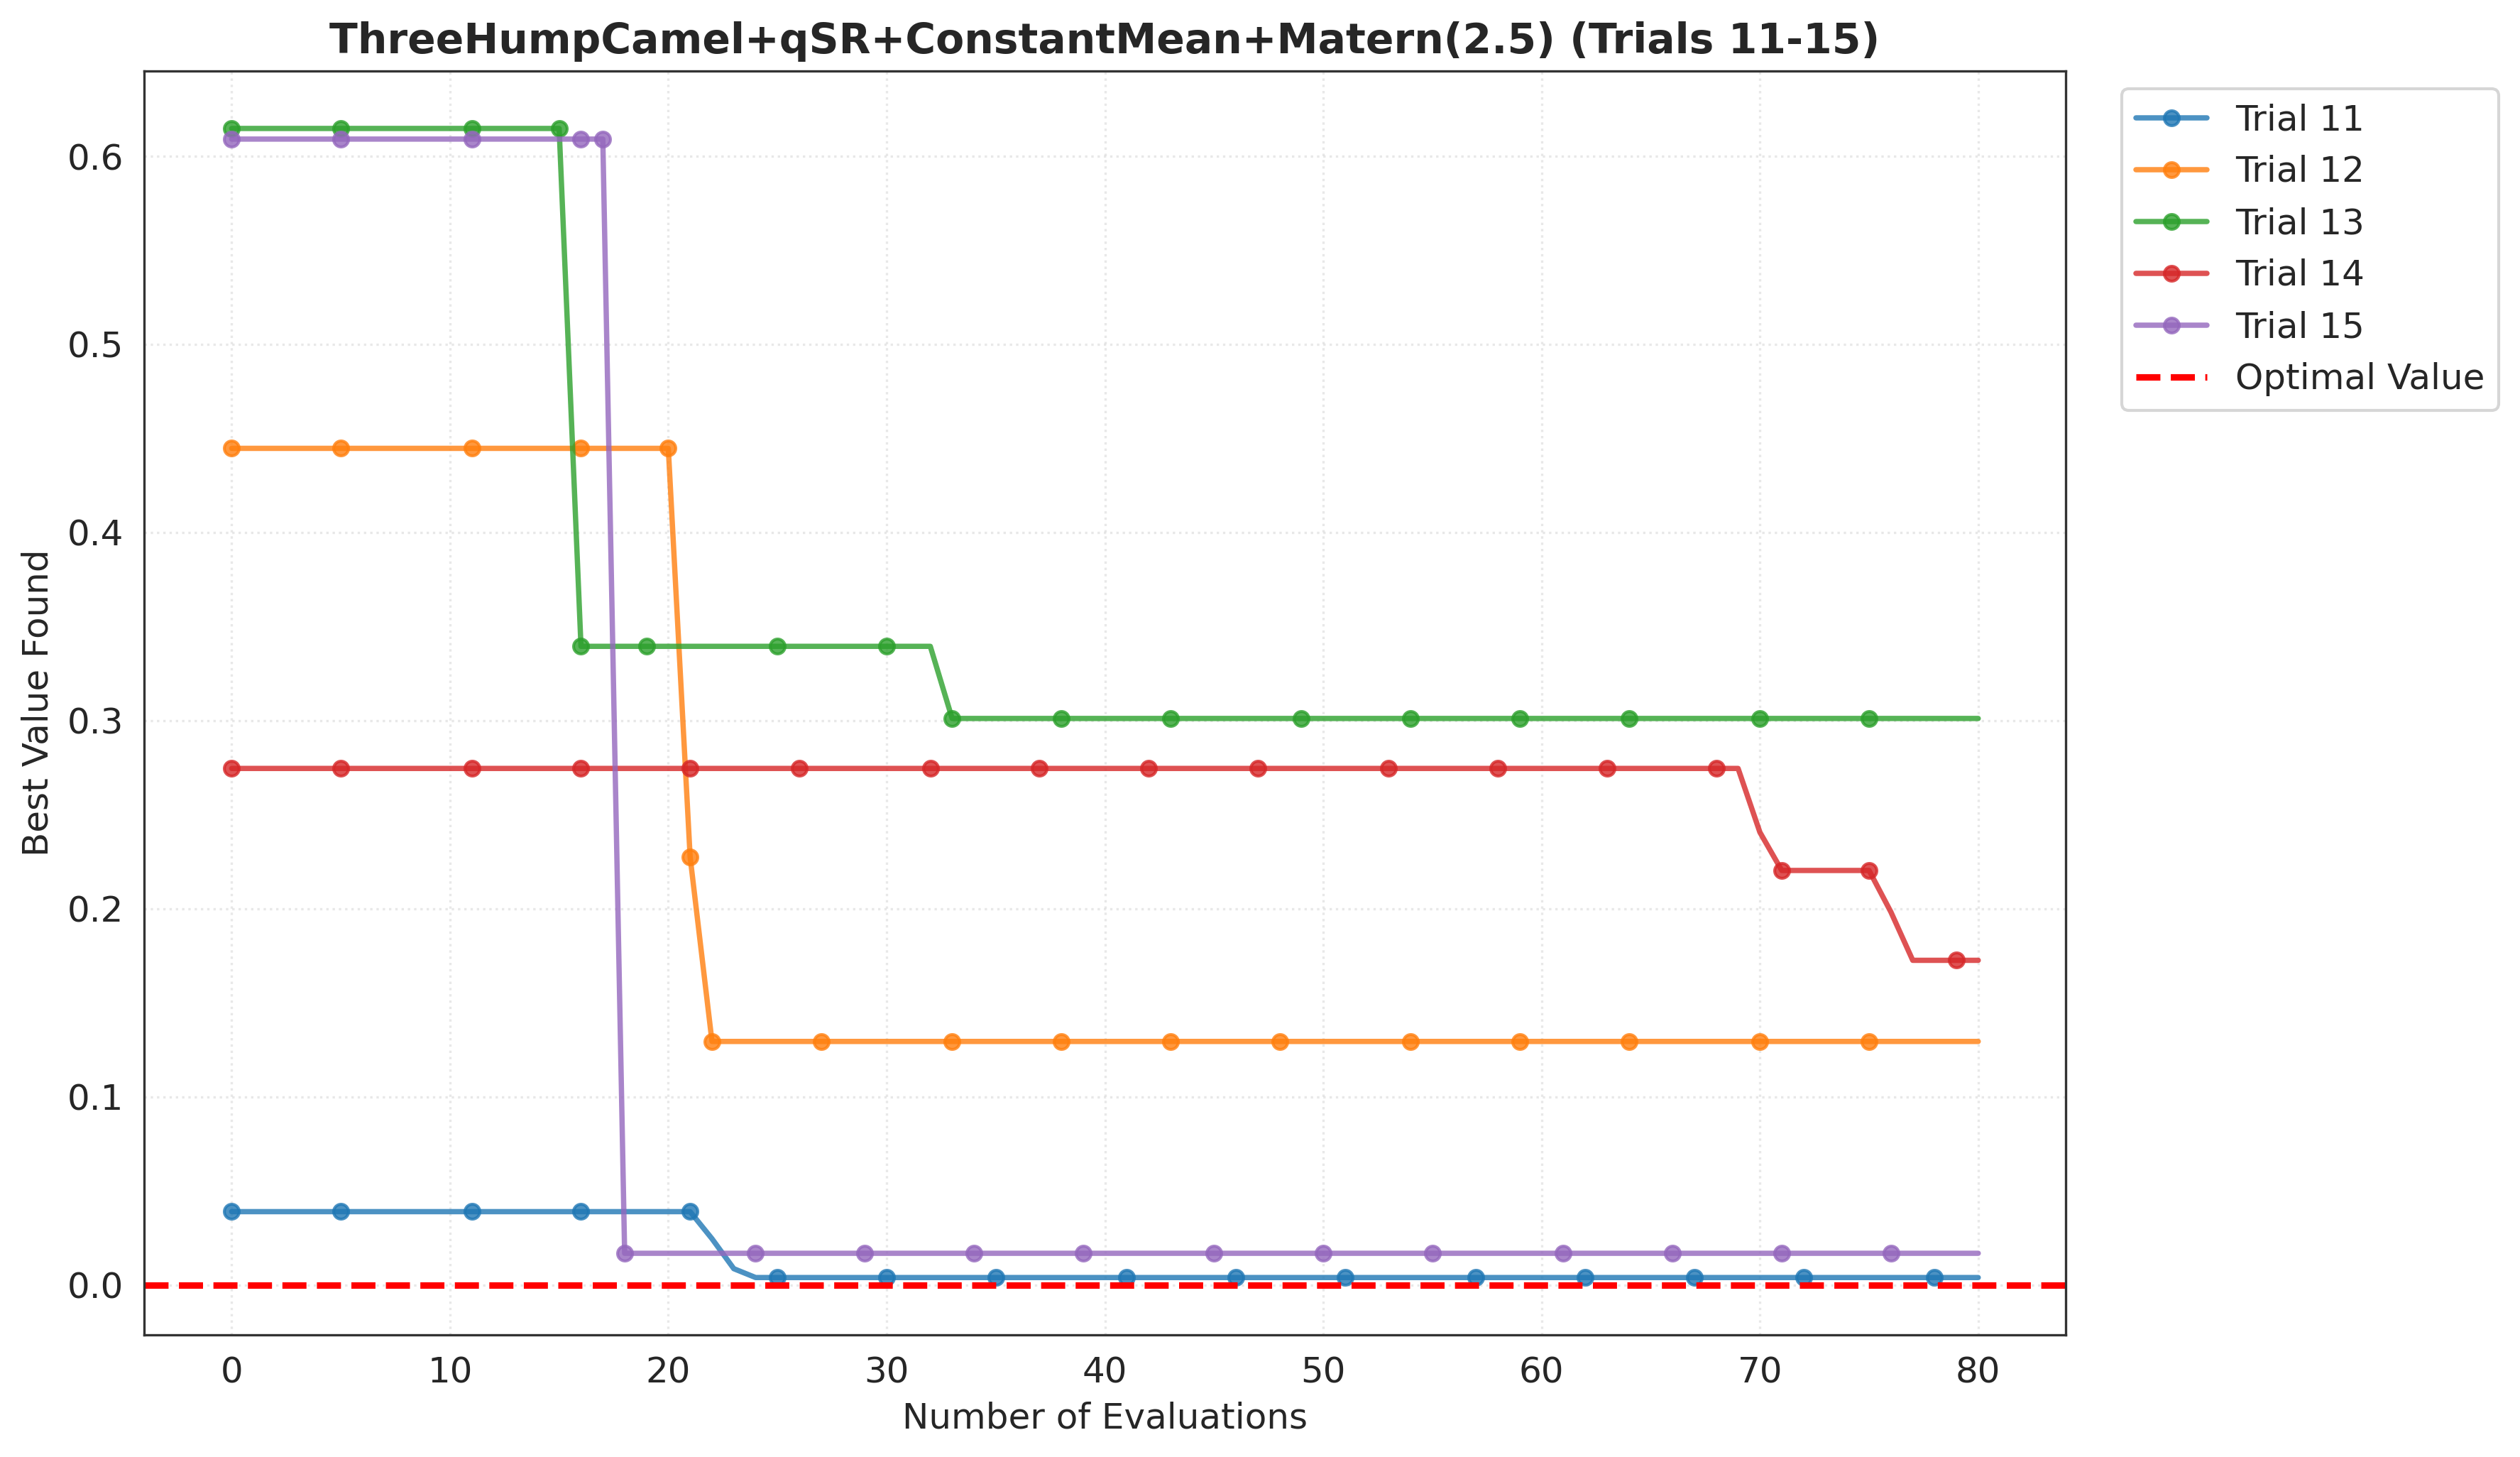 ThreeHumpCamel+qSR+ConstantMean+Matern(2.5) (Trials 11-15)
Best Value Found
0.6
0.5
0.4
0.3
0.2
0.1
0.0
0 10 20 30 40 50 60 70 80
Number of Evaluations
Trial 11
Trial 12
Trial 13
Trial 14
Trial 15
Optimal Value